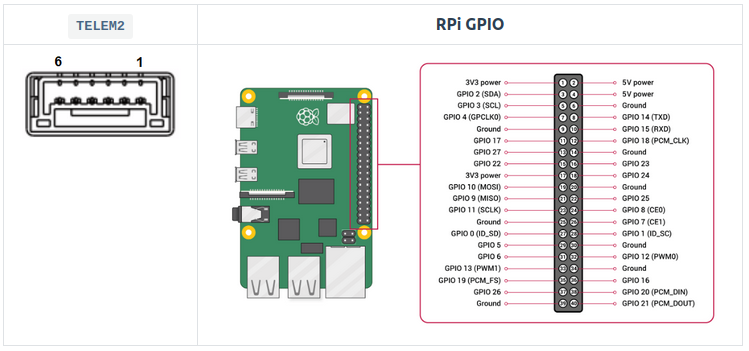 TELEM2
RPi GPIO
6 1
3V3 power 1 2 5V power
GPIO 2 (SDA) 3 4 5V power
GPIO 3 (SCL) 5 6 Ground
GPIO 4 (GPCLK0) 7 8 GPIO 14 (TXD)
Ground 9 10 GPIO 15 (RXD)
GPIO 17 11 12 GPIO 18 (PCM_CLK)
GPIO 27 13 14 Ground
GPIO 22 15 16 GPIO 23
3V3 power 17 18 GPIO 24
GPIO 10 (MOSI) 19 20 Ground
GPIO 9 (MISO) 21 22 GPIO 25
GPIO 11 (SCLK) 23 24 GPIO 8 (CE0)
Ground 25 26 GPIO 7 (CE1)
GPIO 0 (ID_SD) 27 28 GPIO 1 (ID_SC)
GPIO 5 29 30 Ground
GPIO 6 31 32 GPIO 12 (PWM0)
GPIO 13 (PWM1) 33 34 Ground
GPIO 19 (PCM_FS) 35 36 GPIO 16
GPIO 26 37 38 GPIO 20 (PCM_DIN)
Ground 39 40 GPIO 21 (PCM_DOUT)